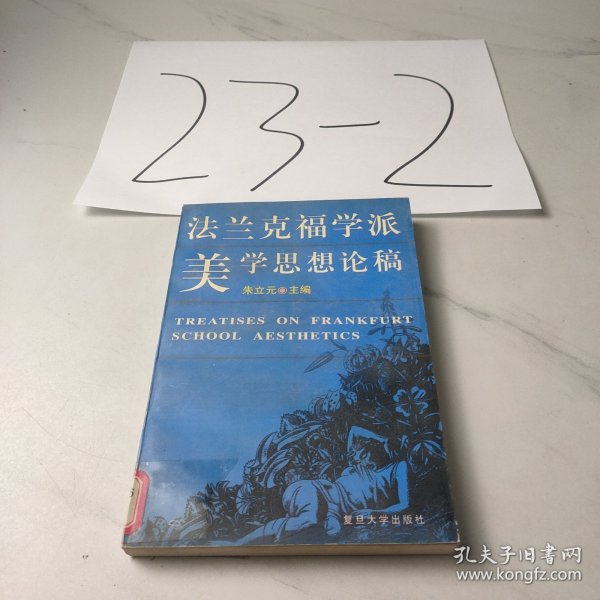 23-2
法兰克福学派
美学思想论稿
朱立元 主编
TREATISES ON FRANKFURT
SCHOOL AESTHETICS
复旦大学出版社
孔夫子旧书网
www.kongfz.com